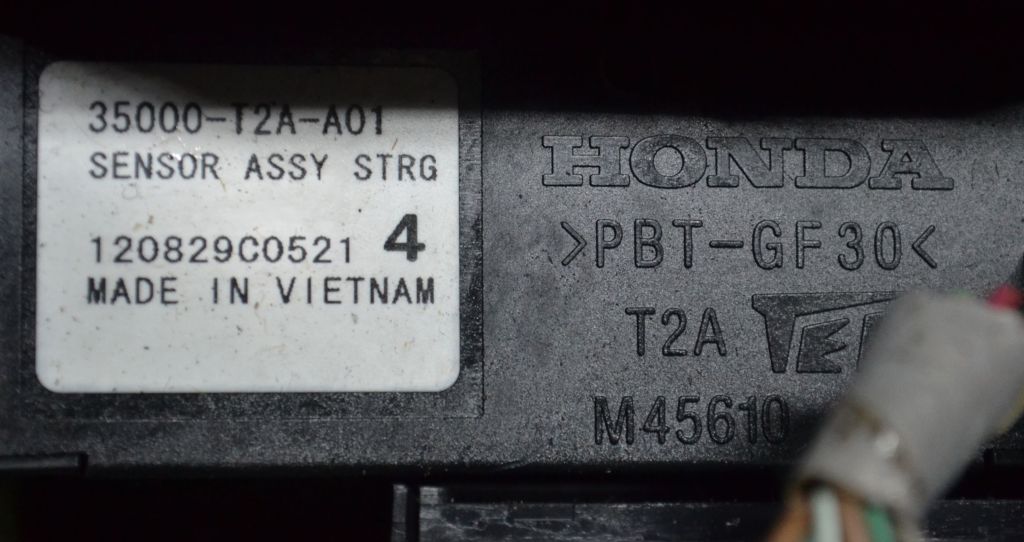 35000-T2A-A01
SENSOR ASSY STRG
120829C0521 4
MADE IN VIETNAM
HONDA
>PBT-GF30<
T2A
M45610